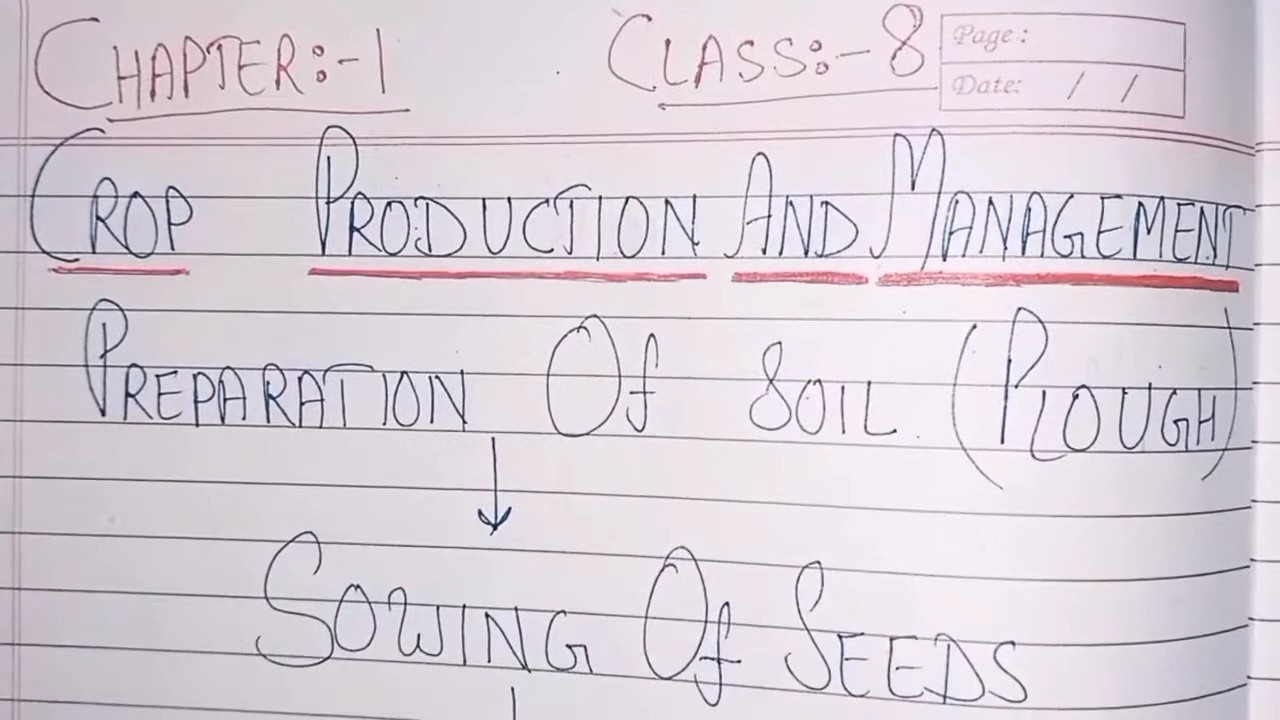 CHAPTER:-1 CLASS:-8
Page:
Date: / /
CROP PRODUCTION AND MANAGEMENT
PREPARATION Of SOIL (PLOUGH)
SOWING Of SEEDS